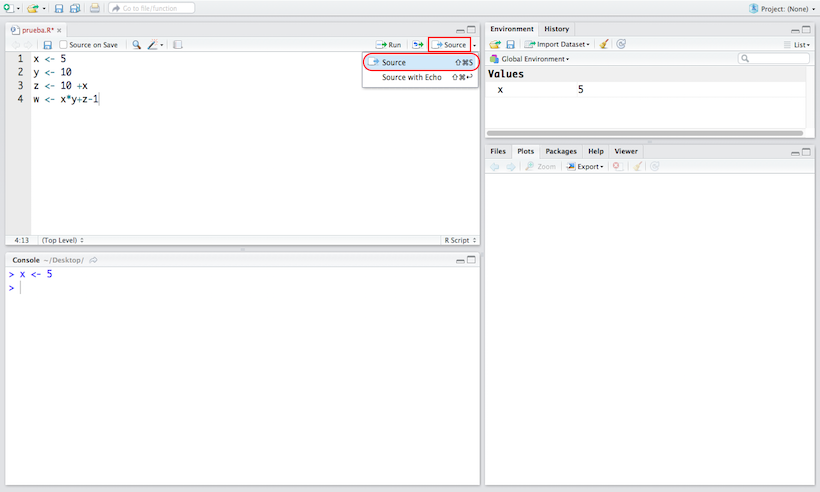 Go to file/function
Project: (None)
prueba.R*
Source on Save
Run
Source
1 x <- 5
2 y <- 10
3 z <- 10 +x
4 w <- x*y+z-1
Source ⇧⌘S
Source with Echo ⇧⌘↩
4:13 (Top Level) R Script
Console ~/Desktop/
> x <- 5
>
Environment History
Import Dataset List
Global Environment
Values
x 5
Files Plots Packages Help Viewer
Zoom Export